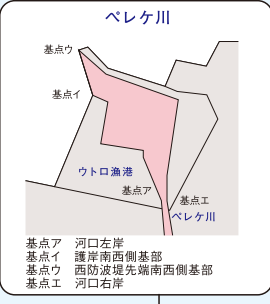 ペレケ川
基点ウ
基点イ
ウトロ漁港
基点ア
基点エ
ペレケ川
基点ア 河口左岸
基点イ 護岸南西側基部
基点ウ 西防波堤先端南西側基部
基点エ 河口右岸